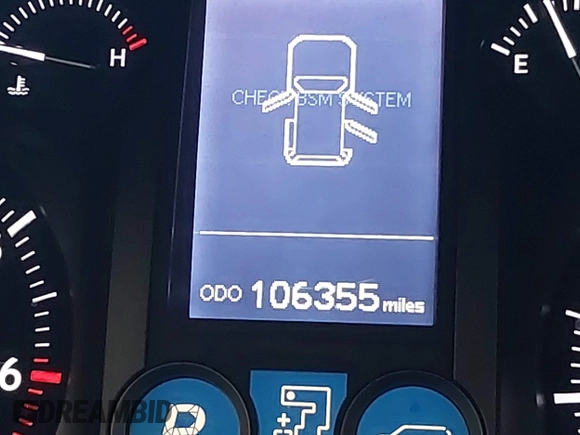 H
E
CHECK BSM SYSTEM
ODO 106355 miles
6
P
DREAMBID